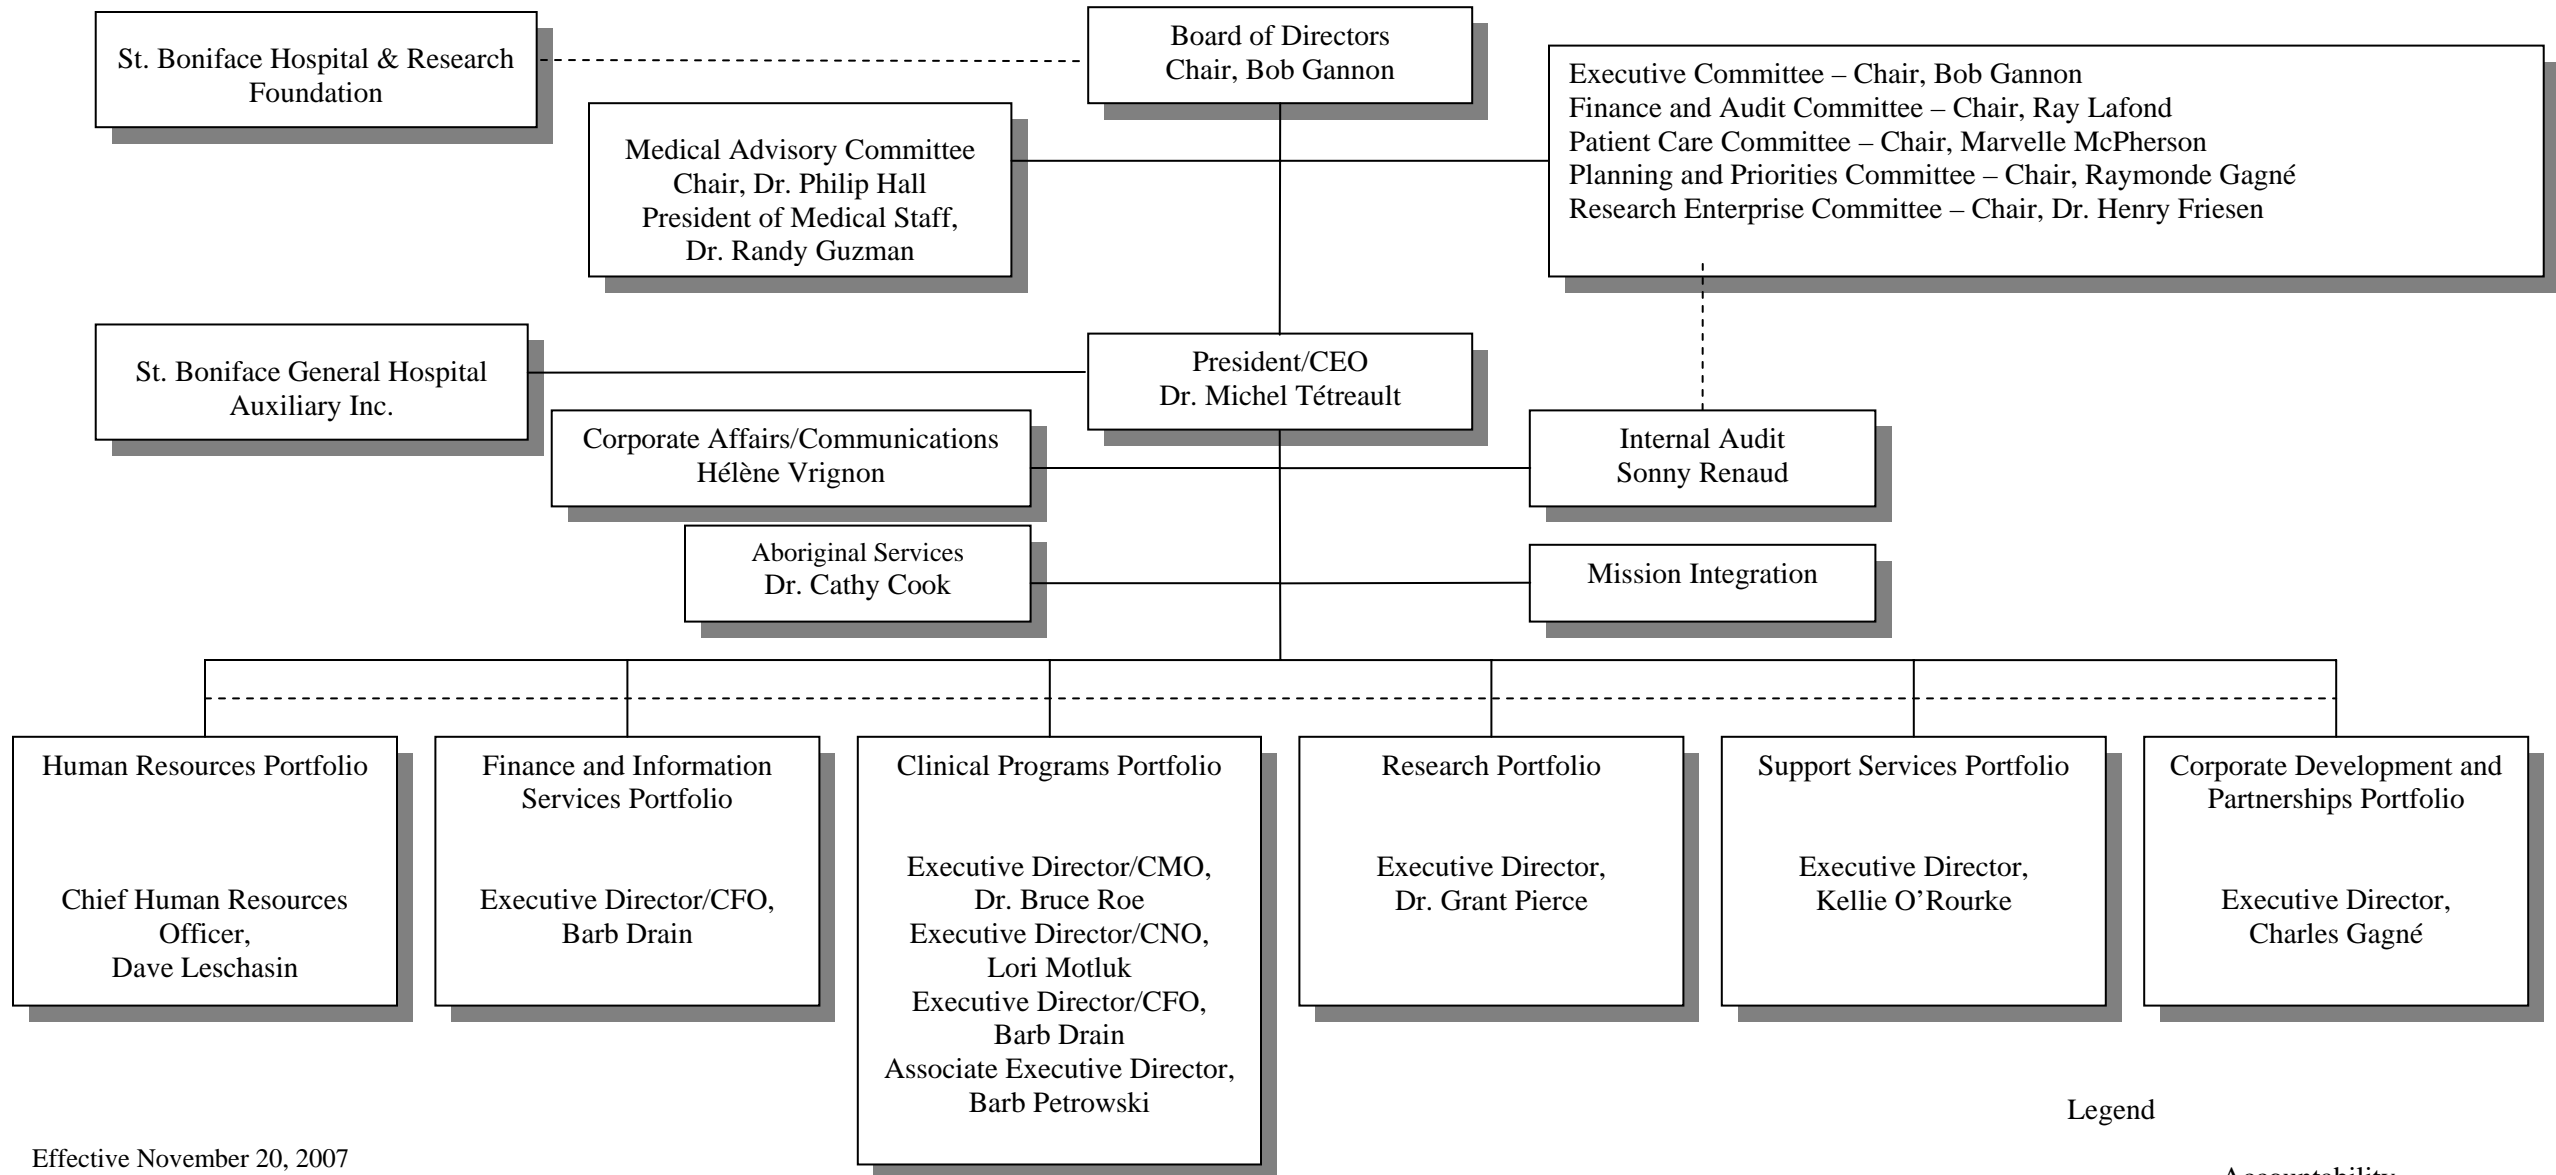 St. Boniface Hospital & Research
Foundation
Board of Directors
Chair, Bob Gannon
Executive Committee – Chair, Bob Gannon
Finance and Audit Committee – Chair, Ray Lafond
Patient Care Committee – Chair, Marvelle McPherson
Planning and Priorities Committee – Chair, Raymonde Gagné
Research Enterprise Committee – Chair, Dr. Henry Friesen
Medical Advisory Committee
Chair, Dr. Philip Hall
President of Medical Staff,
Dr. Randy Guzman
St. Boniface General Hospital
Auxiliary Inc.
President/CEO
Dr. Michel Tétreault
Corporate Affairs/Communications
Hélène Vrignon
Internal Audit
Sonny Renaud
Aboriginal Services
Dr. Cathy Cook
Mission Integration
Human Resources Portfolio
Chief Human Resources
Officer,
Dave Leschasin
Finance and Information
Services Portfolio
Executive Director/CFO,
Barb Drain
Clinical Programs Portfolio
Executive Director/CMO,
Dr. Bruce Roe
Executive Director/CNO,
Lori Motluk
Executive Director/CFO,
Barb Drain
Associate Executive Director,
Barb Petrowski
Research Portfolio
Executive Director,
Dr. Grant Pierce
Support Services Portfolio
Executive Director,
Kellie O’Rourke
Corporate Development and
Partnerships Portfolio
Executive Director,
Charles Gagné
Legend
Effective November 20, 2007
Accountability